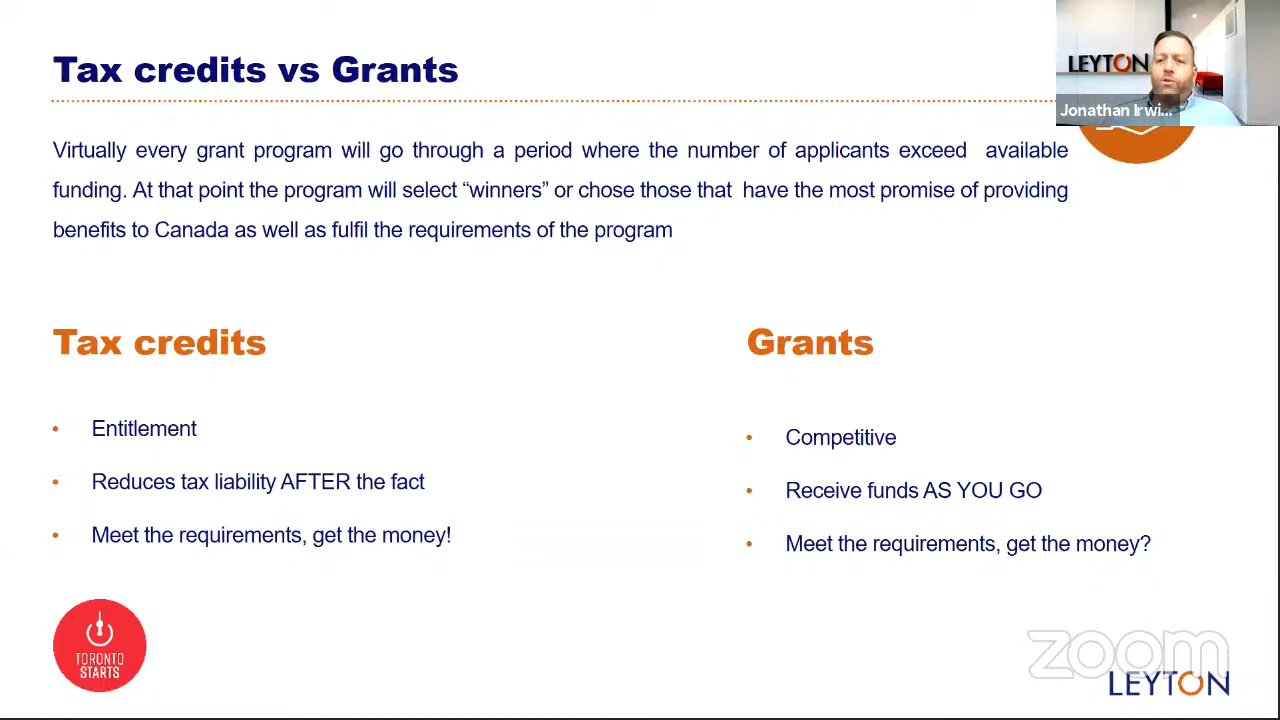 Tax credits vs Grants
LEYTON
Jonathan Irwi...
Virtually every grant program will go through a period where the number of applicants exceed available
funding. At that point the program will select “winners” or chose those that have the most promise of providing
benefits to Canada as well as fulfil the requirements of the program
Tax credits
• Entitlement
• Reduces tax liability AFTER the fact
• Meet the requirements, get the money!
Grants
• Competitive
• Receive funds AS YOU GO
• Meet the requirements, get the money?
TORONTO
STARTS
zoom
LEYTON